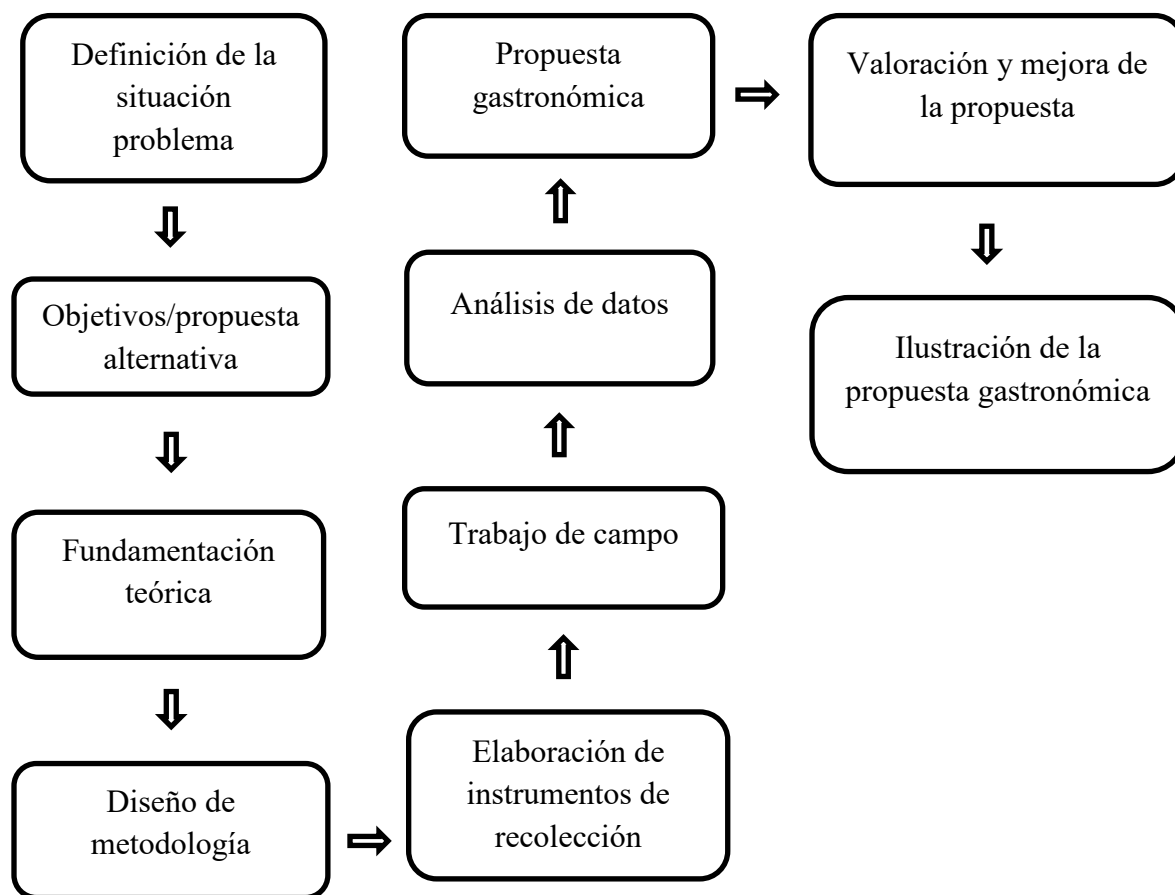 Definición de la
situación
problema
Objetivos/propuesta
alternativa
Fundamentación
teórica
Diseño de
metodología
Elaboración de
instrumentos de
recolección
Trabajo de campo
Análisis de datos
Propuesta
gastronómica
Valoración y mejora de
la propuesta
Ilustración de la
propuesta gastronómica